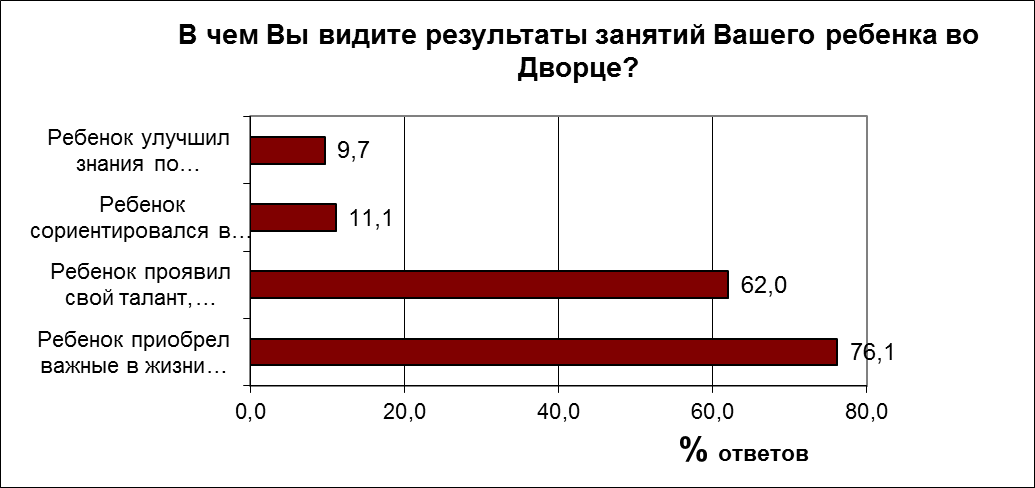 В чем Вы видите результаты занятий Вашего ребенка во
Дворце?
Ребенок улучшил
знания по…
9,7
Ребенок
сориентировался в…
11,1
Ребенок проявил
свой талант,…
62,0
Ребенок приобрел
важные в жизни…
76,1
0,0 20,0 40,0 60,0 80,0
% ответов